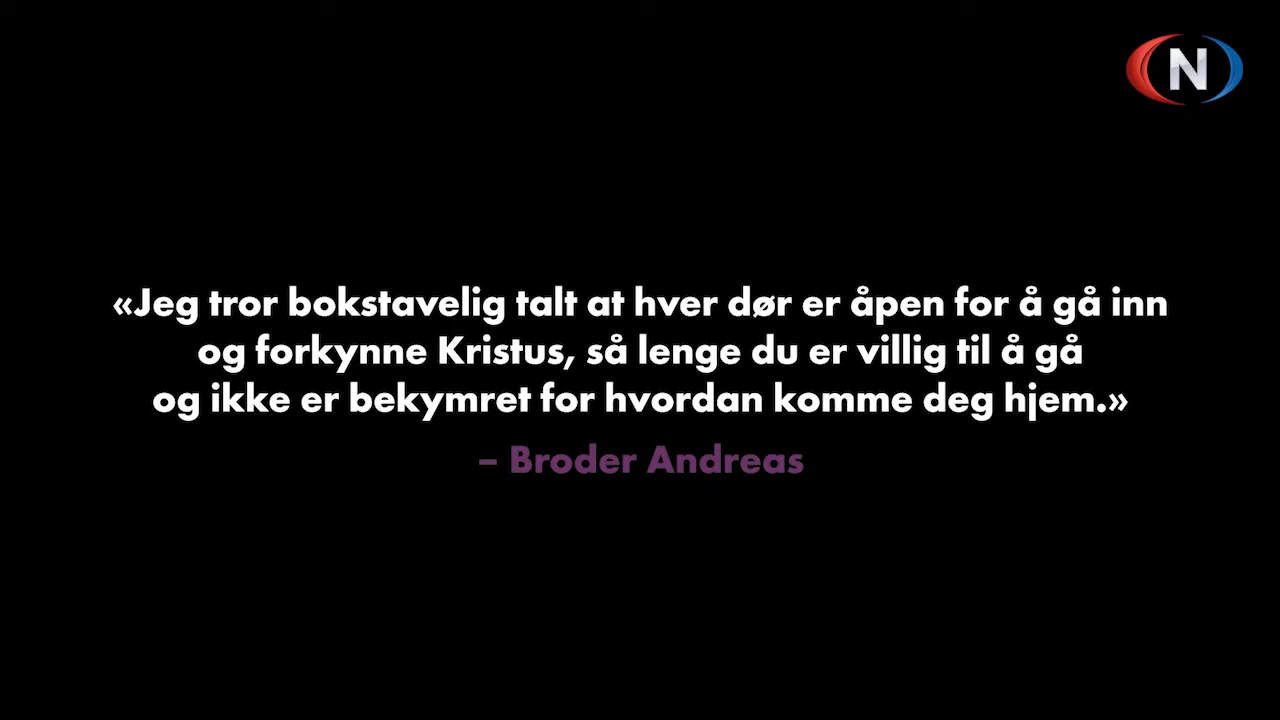 N
«Jeg tror bokstavelig talt at hver dør er åpen for å gå inn
og forkynne Kristus, så lenge du er villig til å gå
og ikke er bekymret for hvordan komme deg hjem.»
– Broder Andreas